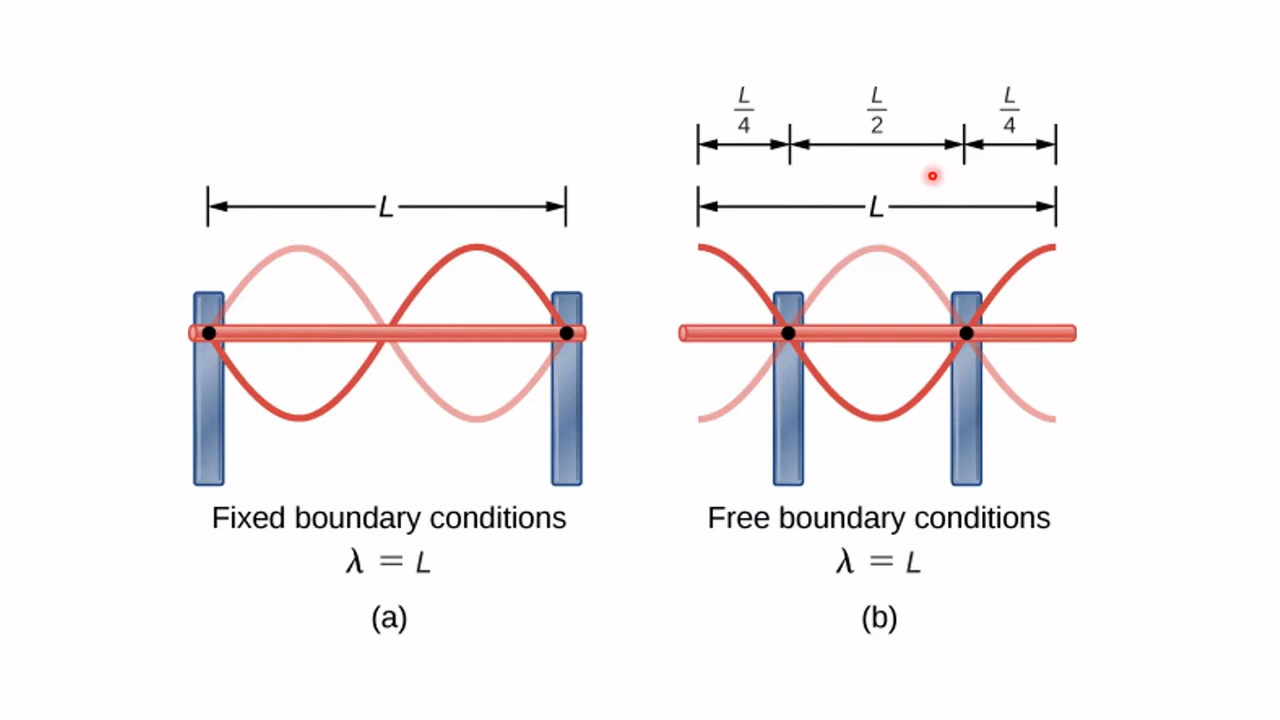 L/4 L/2 L/4
L L
Fixed boundary conditions Free boundary conditions
λ = L λ = L
(a) (b)